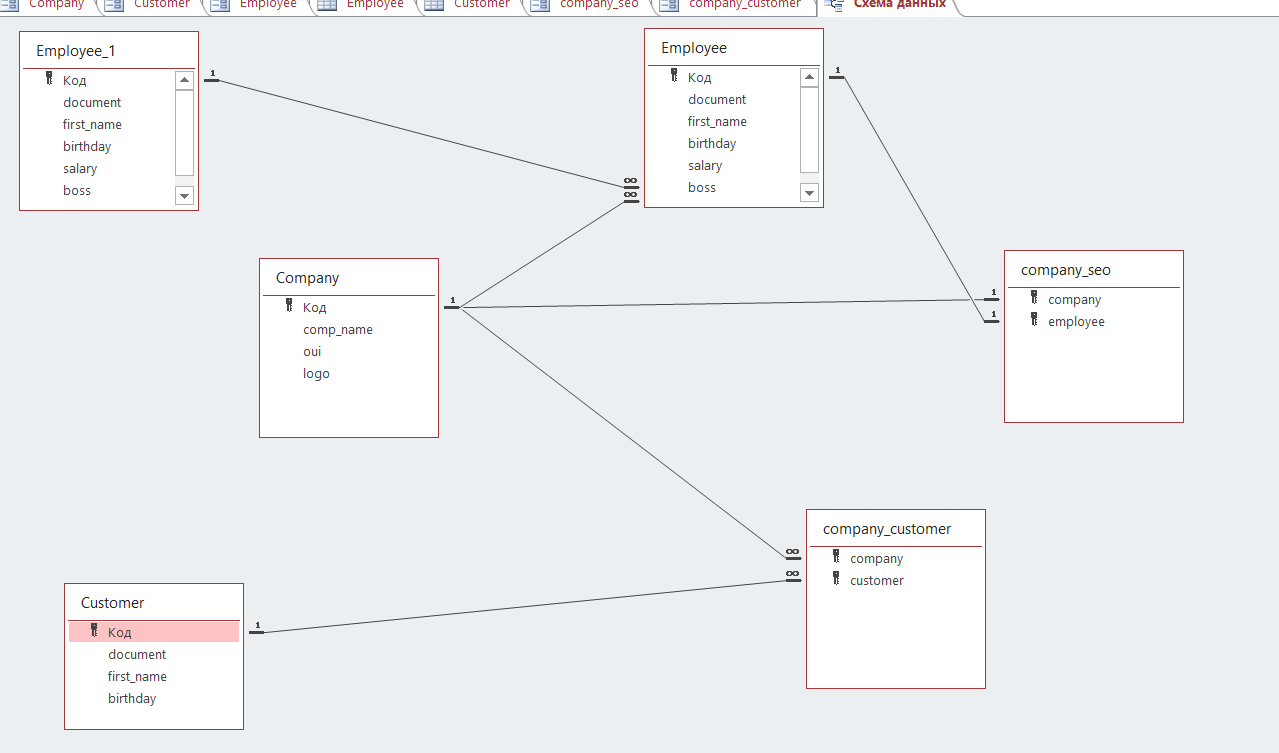 Company Customer Employee Employee Customer company_seo company_customer Схема данных
Employee_1
Код
document
first_name
birthday
salary
boss
1
Employee
Код
document
first_name
birthday
salary
boss
1
∞
∞
Company
Код
comp_name
oui
logo
1
company_seo
company
employee
1
1
company_customer
company
customer
∞
∞
Customer
Код
document
first_name
birthday
1